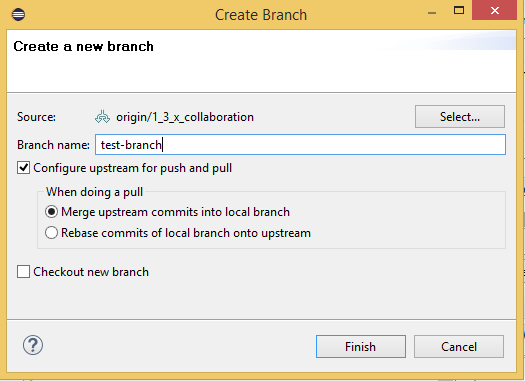 Create Branch
Create a new branch
Source: origin/1_3_x_collaboration Select...
Branch name: test-branch
Configure upstream for push and pull
When doing a pull
Merge upstream commits into local branch
Rebase commits of local branch onto upstream
Checkout new branch
? Finish Cancel